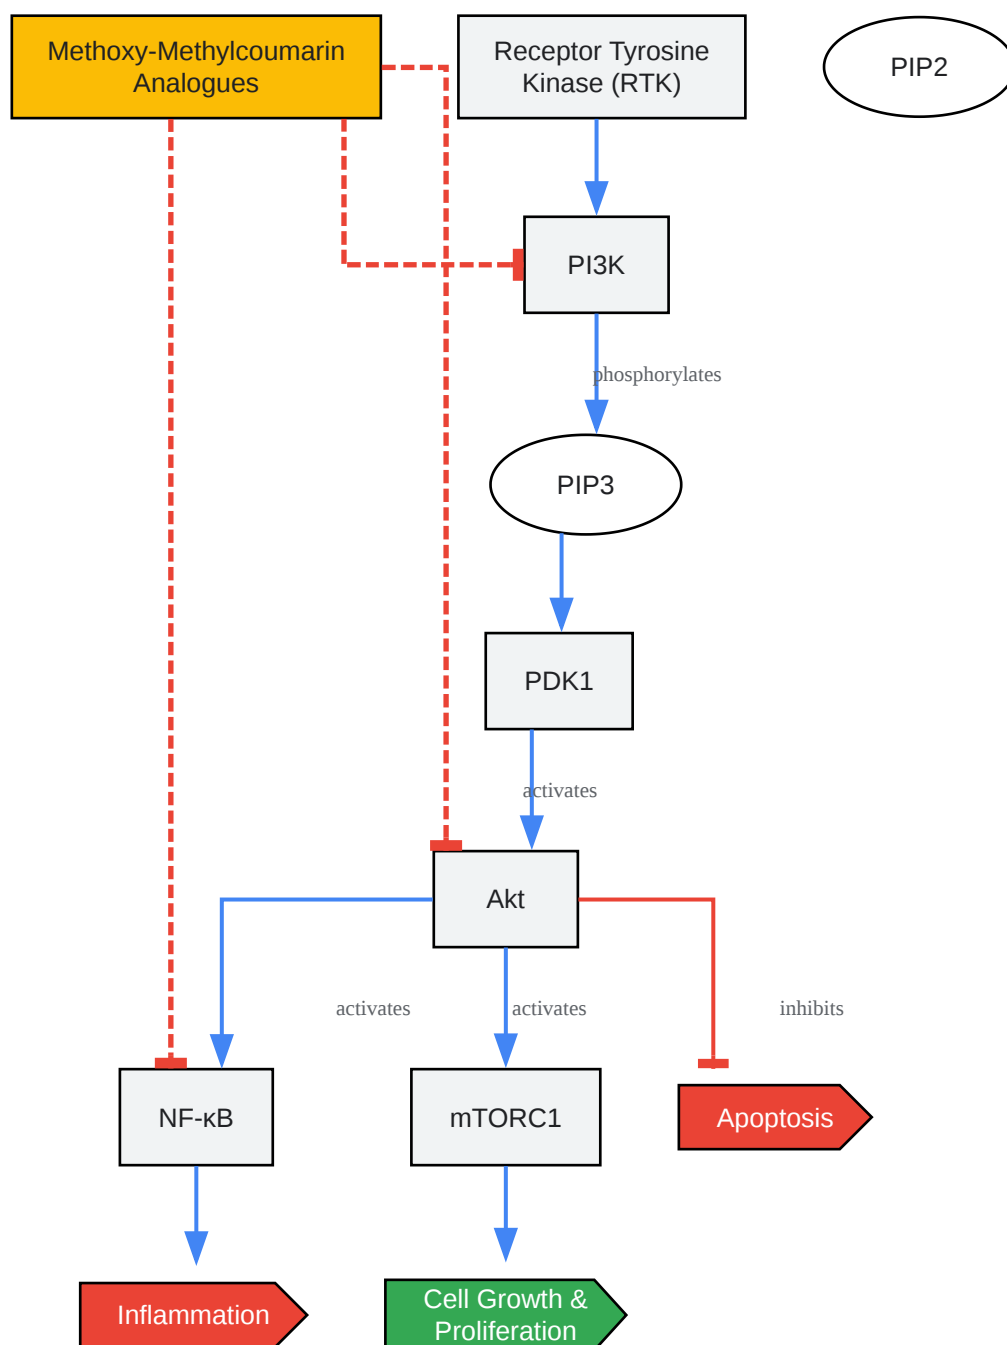 Methoxy-Methylcoumarin
Analogues
Receptor Tyrosine
Kinase (RTK)
PIP2
PI3K
phosphorylates
PIP3
PDK1
activates
Akt
activates
activates
inhibits
NF-κB
mTORC1
Apoptosis
Inflammation
Cell Growth &
Proliferation